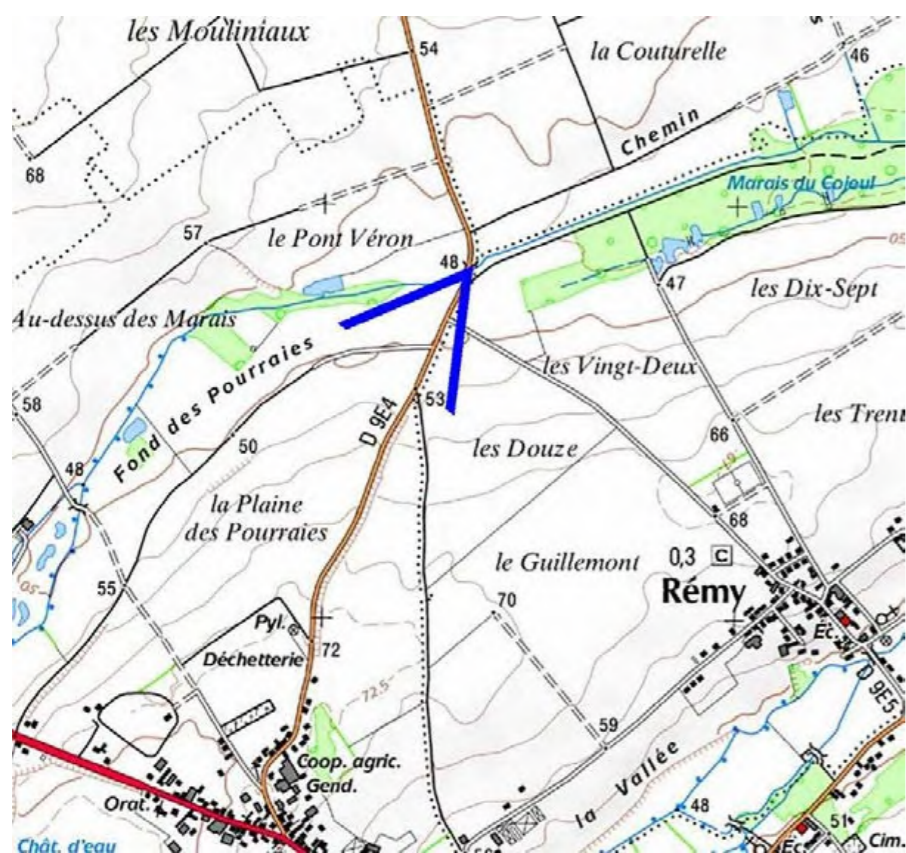 les Mouliniaux
54
la Couturelle
46
68
Chemin
Marais du Cojoul
57
le Pont Véron
48
47
05
les Dix-Sept
Au-dessus des Marais
les Vingt-Deux
58
Fond des Pourraies
53
D 9E4
50
66
les Douze
48
la Plaine
des Pourraies
68
le Guillemont
0,3 C
Rémy
55
70
Pyl.
72
Déchetterie
Éc.
72.5
D 9E5
59
Coop. agric.
Gend.
la Vallée
Orat.
48
51
Chât. d'eau
Éc.
Cim.